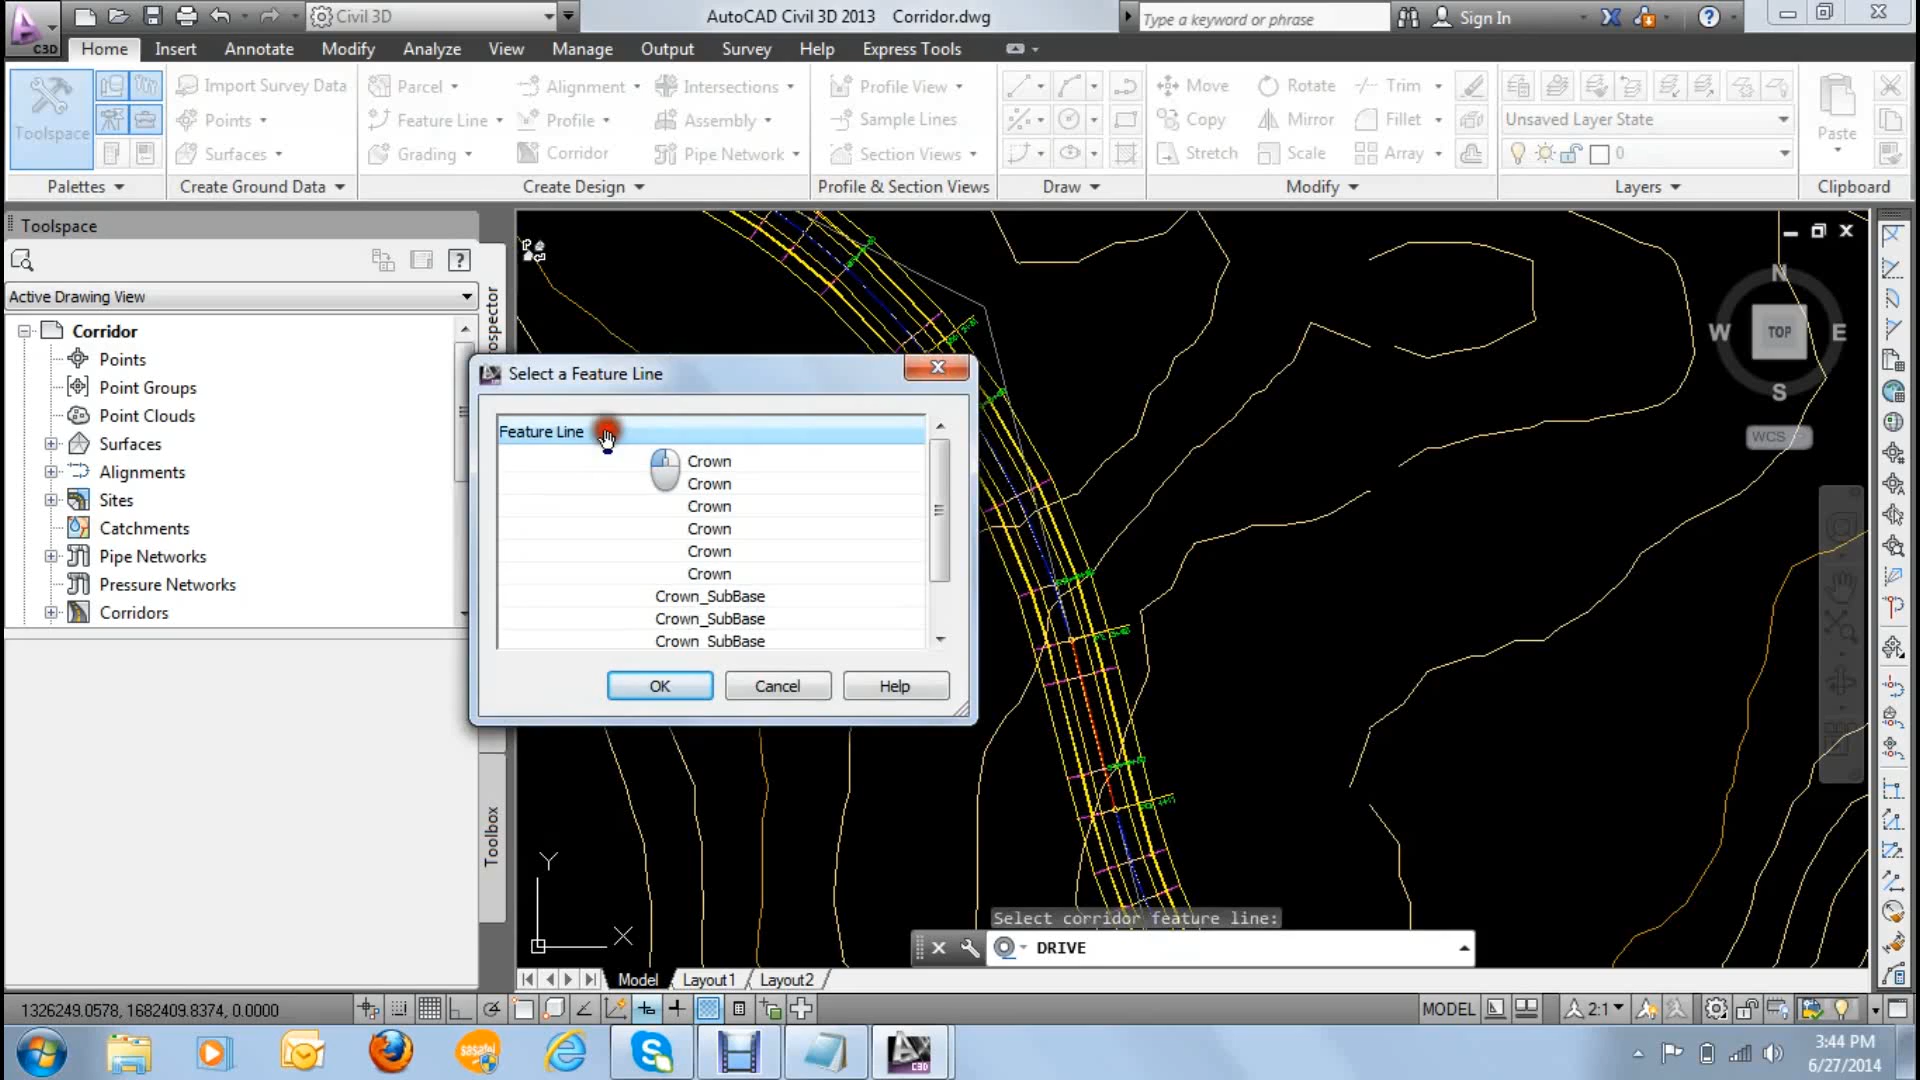 C3D
Civil 3D
AutoCAD Civil 3D 2013 Corridor.dwg
Type a keyword or phrase
Sign In
Home Insert Annotate Modify Analyze View Manage Output Survey Help Express Tools
Toolspace
Import Survey Data
Points
Surfaces
Parcel
Feature Line
Grading
Alignment
Profile
Corridor
Intersections
Assembly
Pipe Network
Profile View
Sample Lines
Section Views
Move
Copy
Stretch
Rotate
Mirror
Scale
Trim
Fillet
Array
Unsaved Layer State
0
Paste
Palettes
Create Ground Data
Create Design
Profile & Section Views
Draw
Modify
Layers
Clipboard
Toolspace
Active Drawing View
Corridor
Points
Point Groups
Point Clouds
Surfaces
Alignments
Sites
Catchments
Pipe Networks
Pressure Networks
Corridors
Toolbox
Select a Feature Line
Feature Line
Crown
Crown
Crown
Crown
Crown
Crown
Crown_SubBase
Crown_SubBase
Crown_SubBase
OK
Cancel
Help
N
W
TOP
E
S
WCS
Y
X
Select corridor feature line:
DRIVE
Model
Layout1
Layout2
1326249.0578, 1682409.8374, 0.0000
MODEL
2:1
3:44 PM
6/27/2014